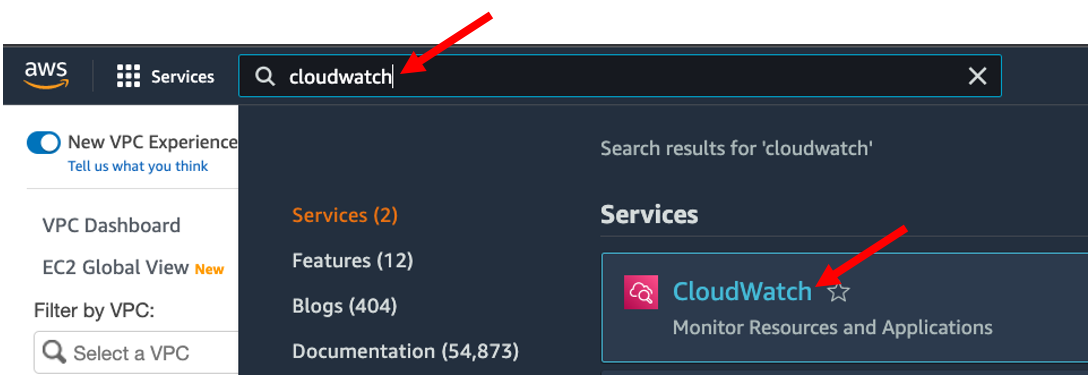 aws
Services
cloudwatch
New VPC Experience
Tell us what you think
VPC Dashboard
EC2 Global View New
Filter by VPC:
Select a VPC
Search results for 'cloudwatch'
Services (2)
Features (12)
Blogs (404)
Documentation (54,873)
Services
CloudWatch
Monitor Resources and Applications